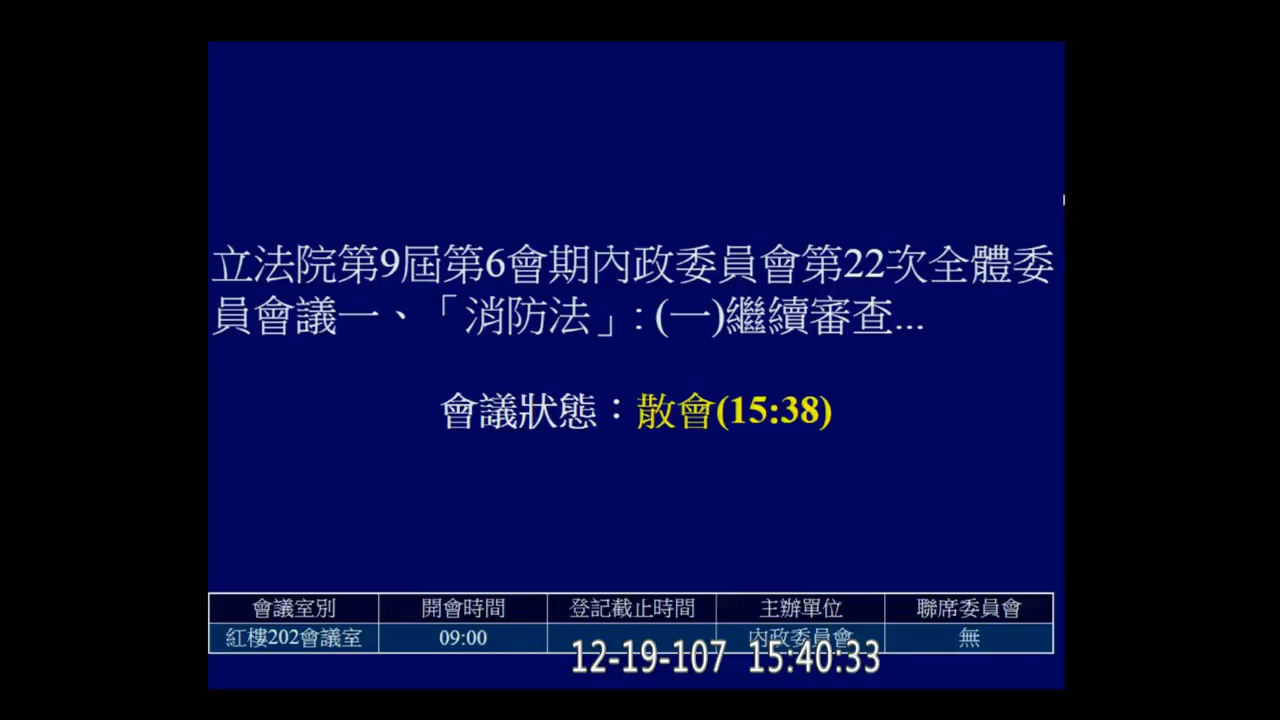 立法院第9屆第6會期內政委員會第22次全體委
員會議一、「消防法」: (一)繼續審查...
會議狀態：散會(15:38)
會議室別 開會時間 登記截止時間 主辦單位 聯席委員會
紅樓202會議室 09:00 內政委員會 無
12-19-107 15:40:33